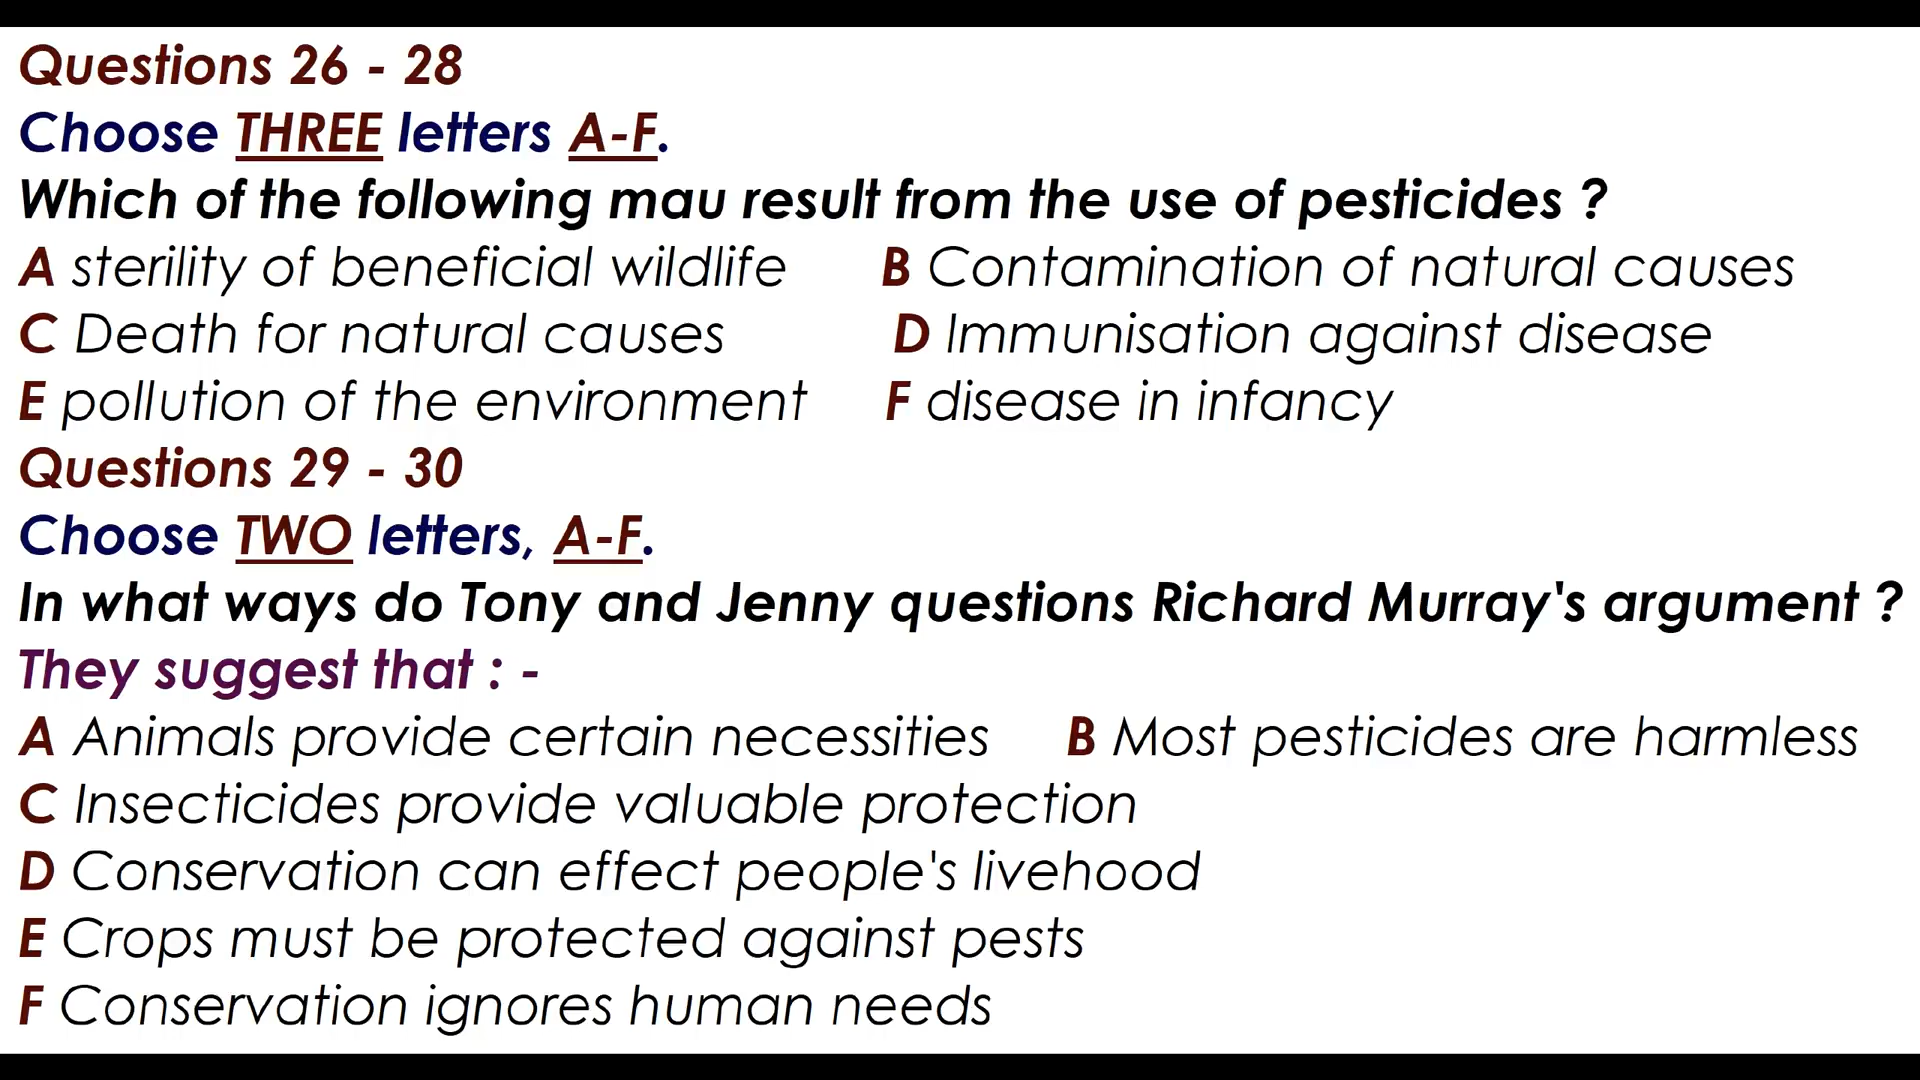 Questions 26 - 28
Choose THREE letters A-F.
Which of the following mau result from the use of pesticides ?
A sterility of beneficial wildlife B Contamination of natural causes
C Death for natural causes D Immunisation against disease
E pollution of the environment F disease in infancy
Questions 29 - 30
Choose TWO letters, A-F.
In what ways do Tony and Jenny questions Richard Murray's argument ?
They suggest that : -
A Animals provide certain necessities B Most pesticides are harmless
C Insecticides provide valuable protection
D Conservation can effect people's livehood
E Crops must be protected against pests
F Conservation ignores human needs